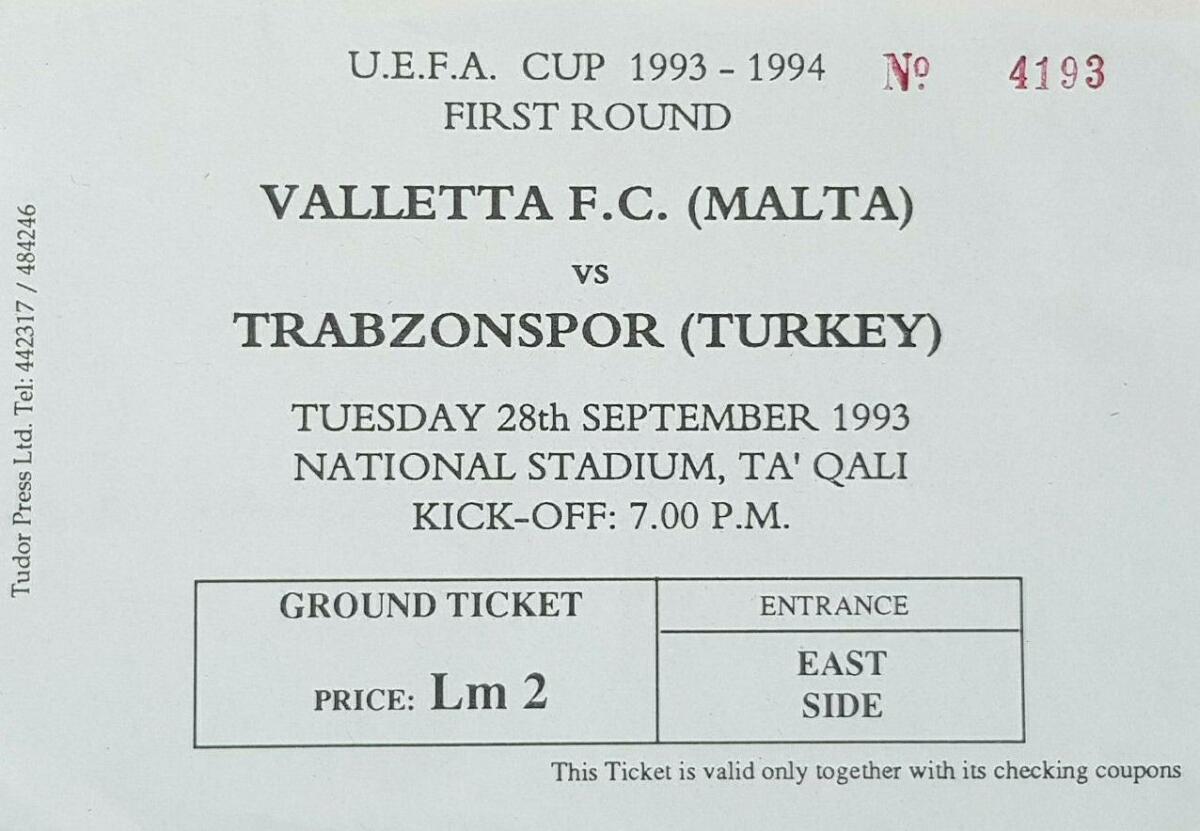 U.E.F.A. CUP 1993 - 1994 Nº 4193
FIRST ROUND
VALLETTA F.C. (MALTA)
vs
TRABZONSPOR (TURKEY)
TUESDAY 28th SEPTEMBER 1993
NATIONAL STADIUM, TA' QALI
KICK-OFF: 7.00 P.M.
GROUND TICKET
PRICE: Lm 2
ENTRANCE
EAST
SIDE
This Ticket is valid only together with its checking coupons
Tudor Press Ltd. Tel: 442317 / 484246